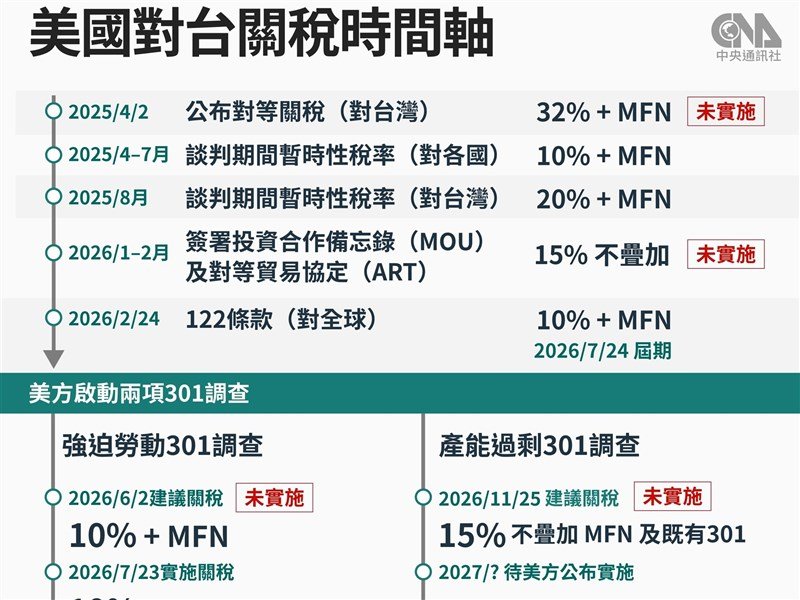 美國對台關稅時間軸
CNA
中央通訊社
2025/4/2 公布對等關稅（對台灣） 32% + MFN 未實施
2025/4–7月 談判期間暫時性稅率（對各國） 10% + MFN
2025/8月 談判期間暫時性稅率（對台灣） 20% + MFN
2026/1–2月 簽署投資合作備忘錄（MOU）
及對等貿易協定（ART） 15% 不疊加 未實施
2026/2/24 122條款（對全球） 10% + MFN
2026/7/24 屆期
美方啟動兩項301調查
強迫勞動301調查
2026/6/2建議關稅 未實施
10% + MFN
2026/7/23實施關稅
產能過剩301調查
2026/11/25 建議關稅 未實施
15% 不疊加 MFN 及既有301
2027/? 待美方公布實施